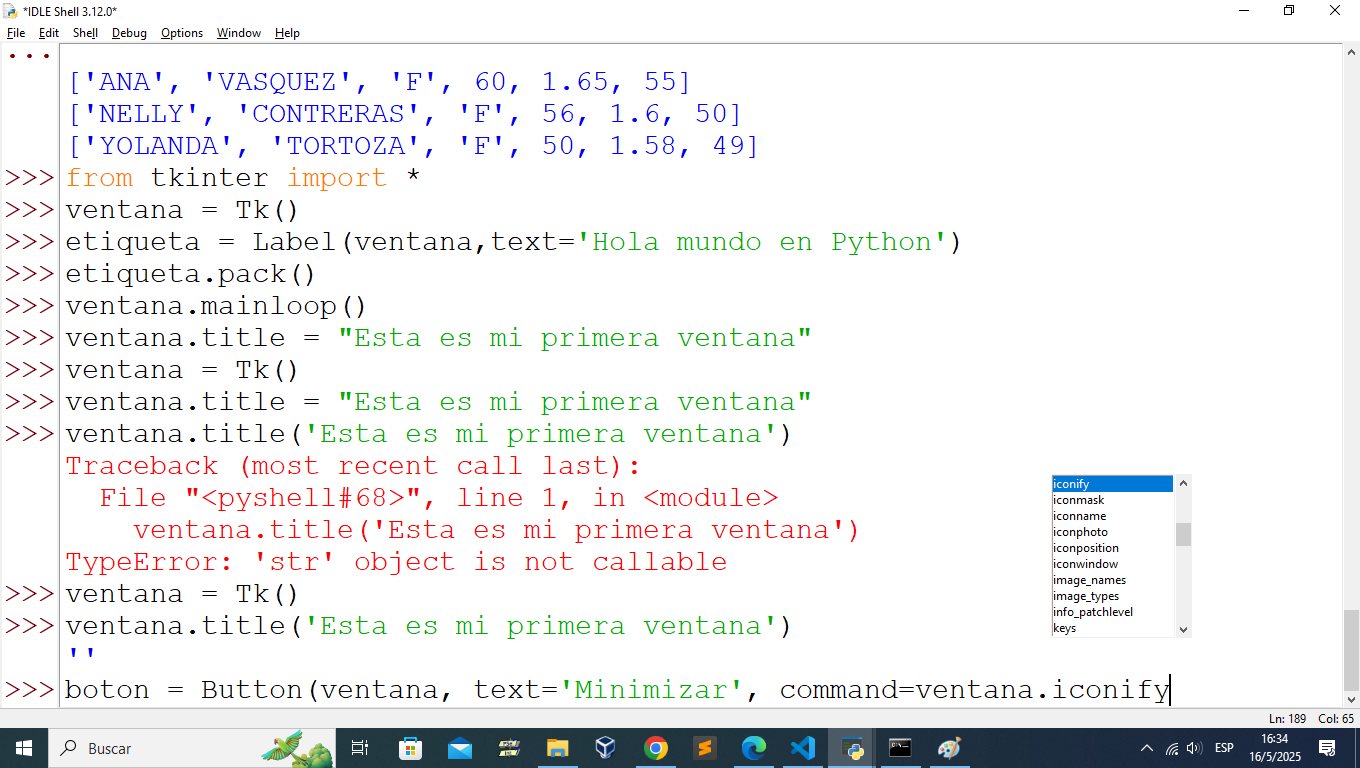 *IDLE Shell 3.12.0*
File Edit Shell Debug Options Window Help
...
['ANA', 'VASQUEZ', 'F', 60, 1.65, 55]
['NELLY', 'CONTRERAS', 'F', 56, 1.6, 50]
['YOLANDA', 'TORTOZA', 'F', 50, 1.58, 49]
>>> from tkinter import *
>>> ventana = Tk()
>>> etiqueta = Label(ventana,text='Hola mundo en Python')
>>> etiqueta.pack()
>>> ventana.mainloop()
>>> ventana.title = "Esta es mi primera ventana"
>>> ventana = Tk()
>>> ventana.title = "Esta es mi primera ventana"
>>> ventana.title('Esta es mi primera ventana')
Traceback (most recent call last):
  File "<pyshell#68>", line 1, in <module>
    ventana.title('Esta es mi primera ventana')
TypeError: 'str' object is not callable
>>> ventana = Tk()
>>> ventana.title('Esta es mi primera ventana')
''
>>> boton = Button(ventana, text='Minimizar', command=ventana.iconify
iconify
iconmask
iconname
iconphoto
iconposition
iconwindow
image_names
image_types
info_patchlevel
keys
Ln: 189 Col: 65
Buscar
ESP
16:34
16/5/2025